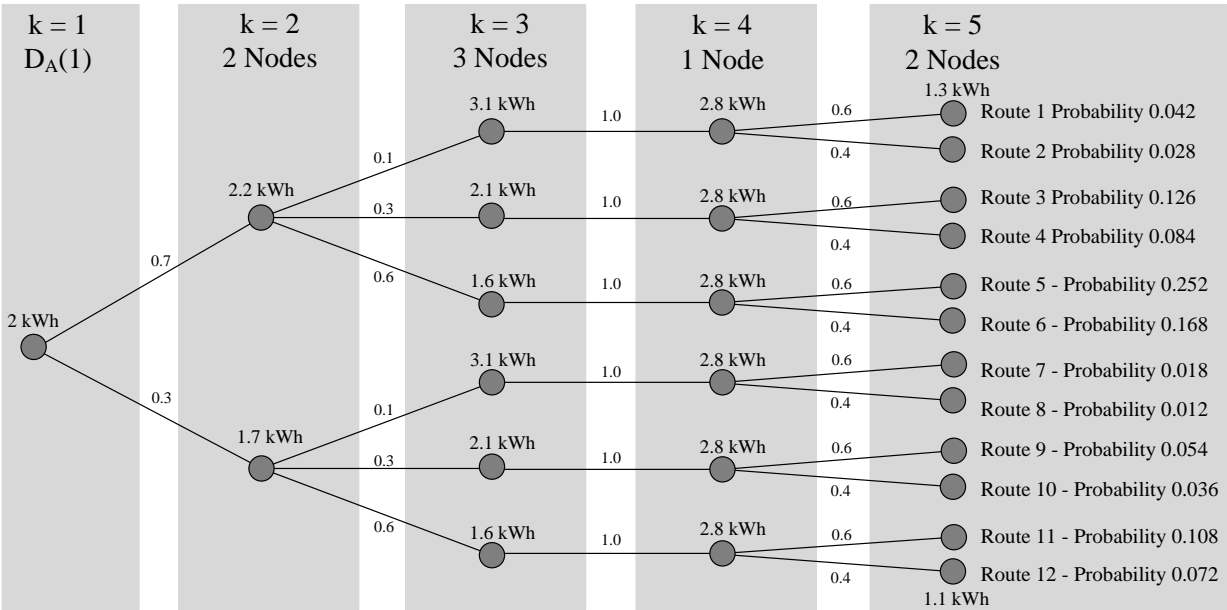 k = 1
D_A(1)
k = 2
2 Nodes
k = 3
3 Nodes
k = 4
1 Node
k = 5
2 Nodes
2 kWh
0.7
0.3
2.2 kWh
1.7 kWh
0.1
0.3
0.6
0.1
0.3
0.6
3.1 kWh
2.1 kWh
1.6 kWh
3.1 kWh
2.1 kWh
1.6 kWh
1.0
1.0
1.0
1.0
1.0
1.0
2.8 kWh
2.8 kWh
2.8 kWh
2.8 kWh
2.8 kWh
2.8 kWh
0.6
0.4
0.6
0.4
0.6
0.4
0.6
0.4
0.6
0.4
0.6
0.4
1.3 kWh
Route 1 Probability 0.042
Route 2 Probability 0.028
Route 3 Probability 0.126
Route 4 Probability 0.084
Route 5 - Probability 0.252
Route 6 - Probability 0.168
Route 7 - Probability 0.018
Route 8 - Probability 0.012
Route 9 - Probability 0.054
Route 10 - Probability 0.036
Route 11 - Probability 0.108
Route 12 - Probability 0.072
1.1 kWh